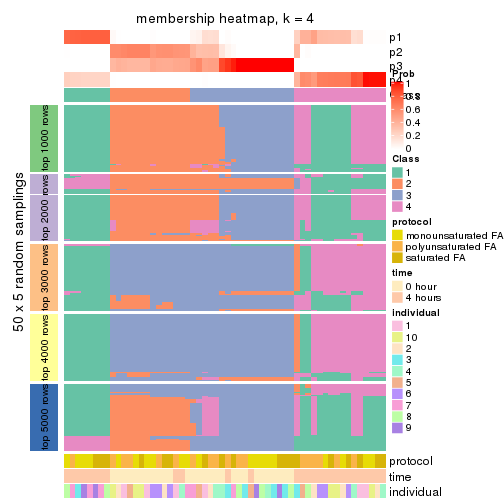 membership heatmap, k = 4
p1
p2
p3
p4
Class
Prob
1
0.8
0.6
0.4
0.2
0
Class
1
2
3
4
protocol
monounsaturated FA
polyunsaturated FA
saturated FA
time
0 hour
4 hours
individual
1
10
2
3
4
5
6
7
8
9
50 x 5 random samplings
top 1000 rows
top 2000 rows
top 3000 rows
top 4000 rows
top 5000 rows
protocol
time
individual